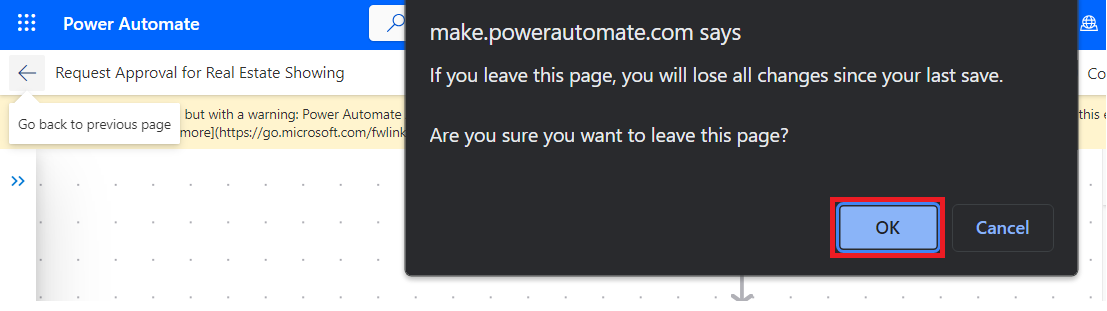 Power Automate
make.powerautomate.com says
If you leave this page, you will lose all changes since your last save.
Are you sure you want to leave this page?
OK
Cancel
Request Approval for Real Estate Showing
Co
Go back to previous page
but with a warning: Power Automate
this e
more](https://go.microsoft.com/fwlink